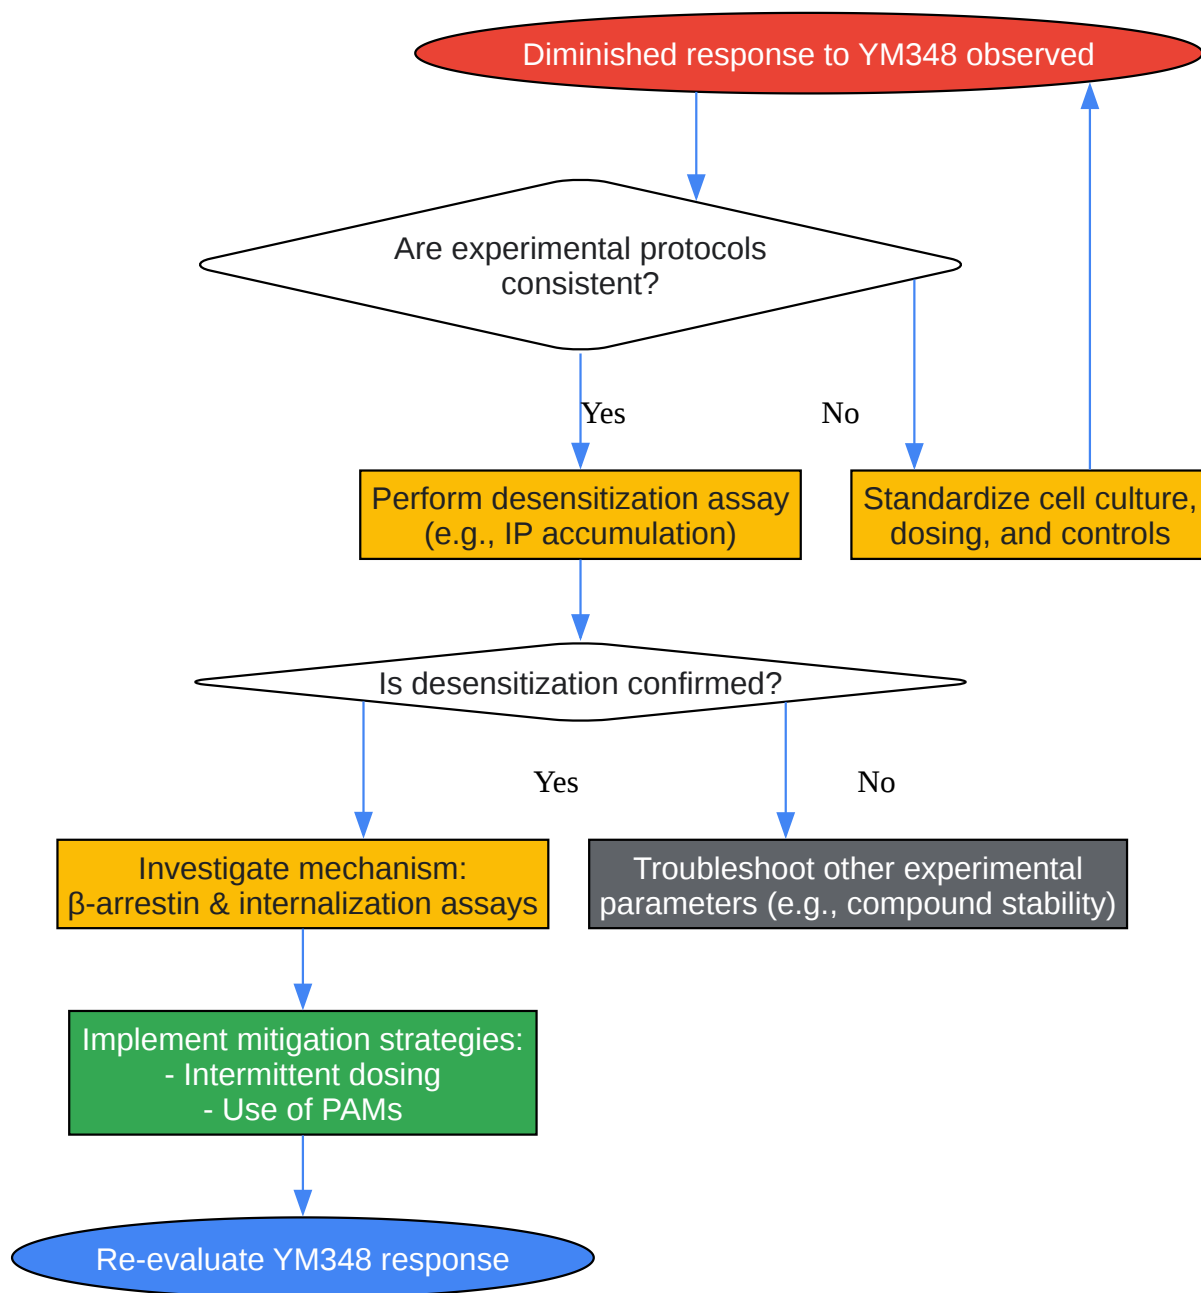 Diminished response to YM348 observed
Are experimental protocols
consistent?
Yes
No
Perform desensitization assay
(e.g., IP accumulation)
Standardize cell culture,
dosing, and controls
Is desensitization confirmed?
Yes
No
Investigate mechanism:
β-arrestin & internalization assays
Troubleshoot other experimental
parameters (e.g., compound stability)
Implement mitigation strategies:
- Intermittent dosing
- Use of PAMs
Re-evaluate YM348 response